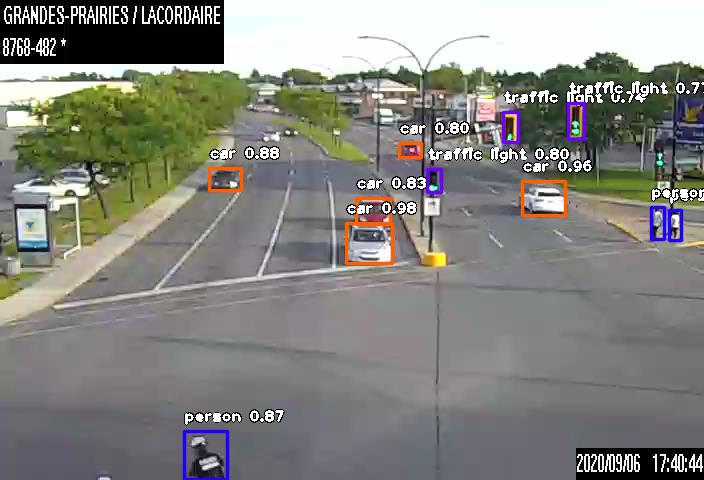 GRANDES-PRAIRIES / LACORDAIRE
8768-482 *
traffic light 0.77
traffic light 0.74
car 0.80
traffic light 0.80
car 0.88
car 0.96
car 0.83
person
car 0.98
person 0.87
2020/09/06 17:40:44